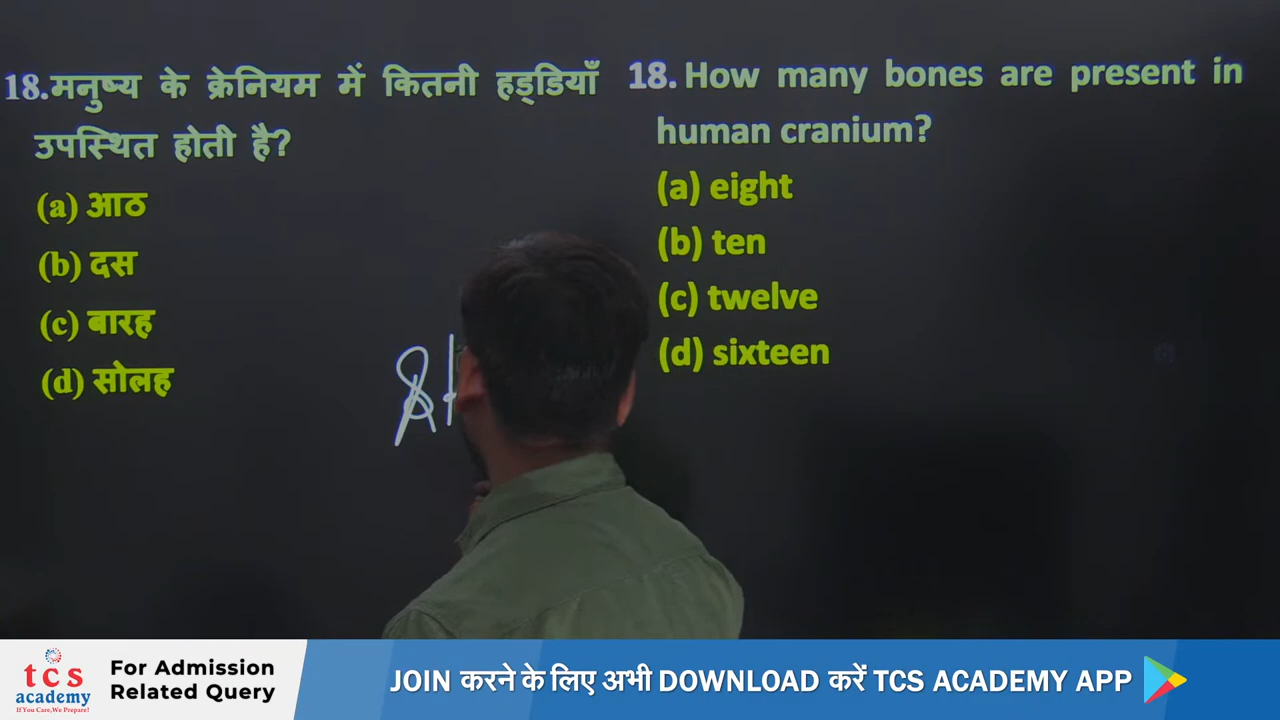 18.मनुष्य के क्रेनियम में कितनी हड्डियाँ
उपस्थित होती है?
(a) आठ
(b) दस
(c) बारह
(d) सोलह
18. How many bones are present in
human cranium?
(a) eight
(b) ten
(c) twelve
(d) sixteen
tcs
academy
If You Care,We Prepare!
For Admission
Related Query
JOIN करने के लिए अभी DOWNLOAD करें TCS ACADEMY APP